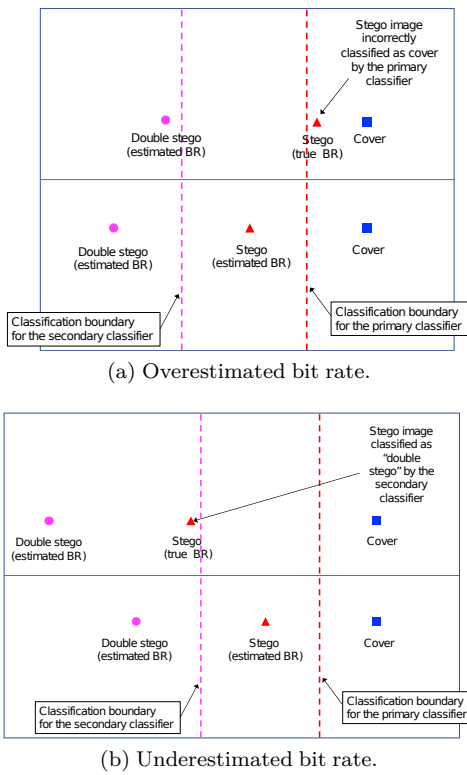 Stego image
incorrectly
classified as cover
by the primary
classifier
Double stego
(estimated BR)
Stego
(true BR)
Cover
Double stego
(estimated BR)
Stego
(estimated BR)
Cover
Classification boundary
for the secondary classifier
Classification boundary
for the primary classifier
(a) Overestimated bit rate.
Stego image
classified as
“double
stego” by the
secondary
classifier
Double stego
(estimated BR)
Stego
(true BR)
Cover
Double stego
(estimated BR)
Stego
(estimated BR)
Cover
Classification boundary
for the secondary classifier
Classification boundary
for the primary classifier
(b) Underestimated bit rate.